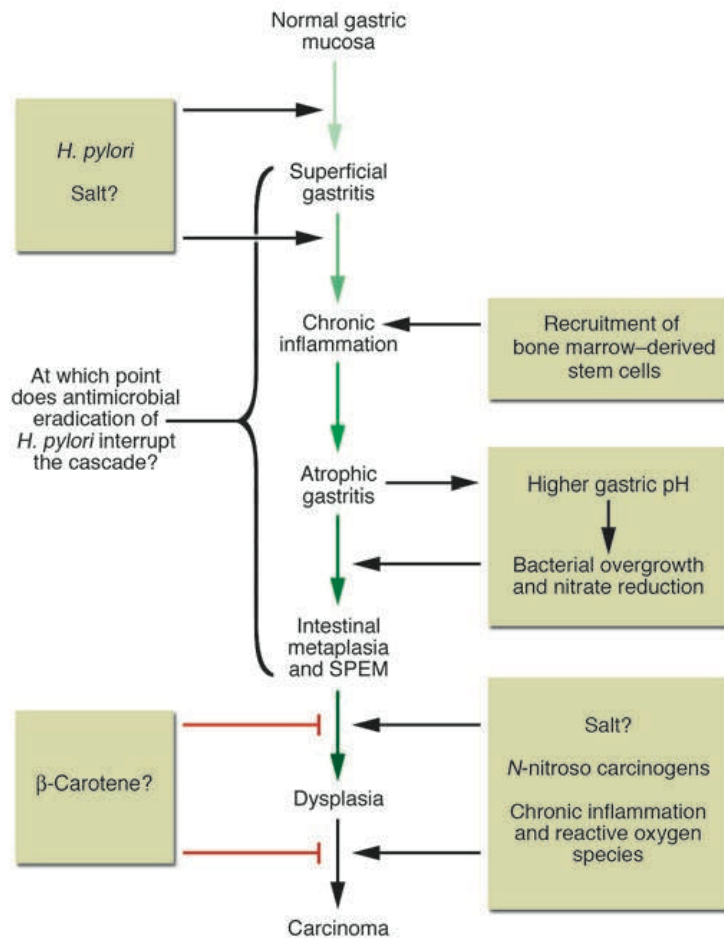 Normal gastric
mucosa
H. pylori
Salt?
Superficial
gastritis
Chronic
inflammation
Recruitment of
bone marrow–derived
stem cells
At which point
does antimicrobial
eradication of
H. pylori interrupt
the cascade?
Atrophic
gastritis
Higher gastric pH
Bacterial overgrowth
and nitrate reduction
Intestinal
metaplasia
and SPEM
β-Carotene?
Salt?
N-nitroso carcinogens
Chronic inflammation
and reactive oxygen
species
Dysplasia
Carcinoma